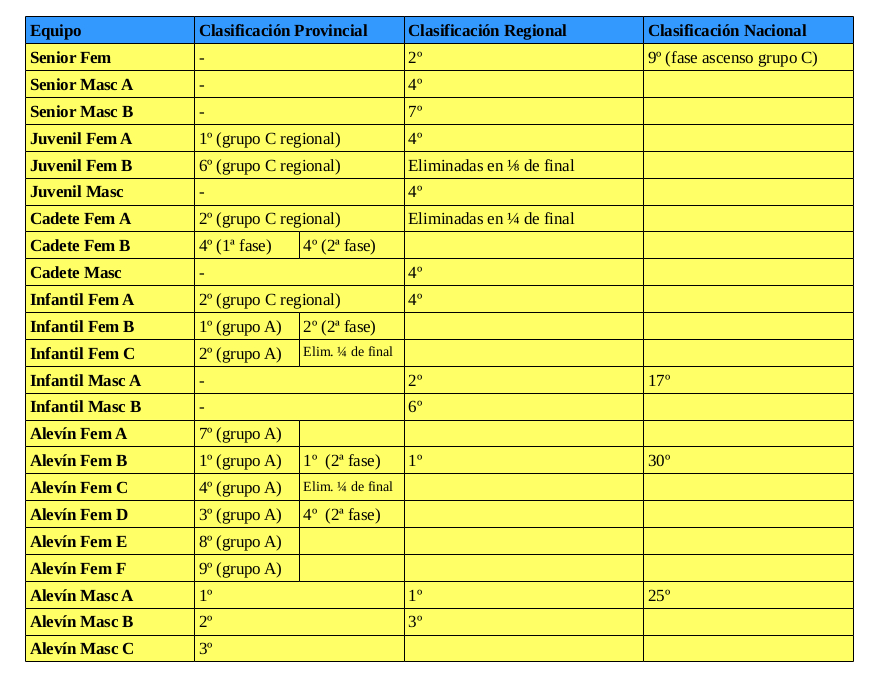 Equipo Clasificación Provincial Clasificación Regional Clasificación Nacional
Senior Fem - 2º 9º (fase ascenso grupo C)
Senior Masc A - 4º
Senior Masc B - 7º
Juvenil Fem A 1º (grupo C regional) 4º
Juvenil Fem B 6º (grupo C regional) Eliminadas en ⅛ de final
Juvenil Masc - 4º
Cadete Fem A 2º (grupo C regional) Eliminadas en ¼ de final
Cadete Fem B 4º (1ª fase) 4º (2ª fase)
Cadete Masc - 4º
Infantil Fem A 2º (grupo C regional) 4º
Infantil Fem B 1º (grupo A) 2º (2ª fase)
Infantil Fem C 2º (grupo A) Elim. ¼ de final
Infantil Masc A - 2º 17º
Infantil Masc B - 6º
Alevín Fem A 7º (grupo A)
Alevín Fem B 1º (grupo A) 1º (2ª fase) 1º 30º
Alevín Fem C 4º (grupo A) Elim. ¼ de final
Alevín Fem D 3º (grupo A) 4º (2ª fase)
Alevín Fem E 8º (grupo A)
Alevín Fem F 9º (grupo A)
Alevín Masc A 1º 1º 25º
Alevín Masc B 2º 3º
Alevín Masc C 3º